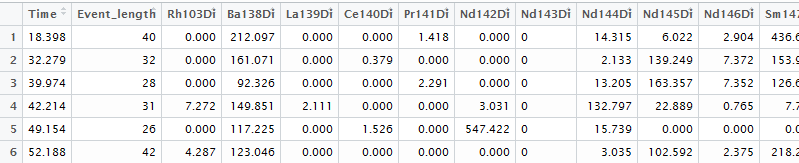 Time Event_length Rh103Di Ba138Di La139Di Ce140Di Pr141Di Nd142Di Nd143Di Nd144Di Nd145Di Nd146Di Sm147
1 18.398 40 0.000 212.097 0.000 0.000 1.418 0.000 0 14.315 6.022 2.904 436.6
2 32.279 32 0.000 161.071 0.000 0.379 0.000 0.000 0 2.133 139.249 7.372 153.9
3 39.974 28 0.000 92.326 0.000 0.000 2.291 0.000 0 13.205 163.357 7.352 126.6
4 42.214 31 7.272 149.851 2.111 0.000 0.000 3.031 0 132.797 22.889 0.765 7.7
5 49.154 26 0.000 117.225 0.000 1.526 0.000 547.422 0 15.739 0.000 0.000 0.0
6 52.188 42 4.287 123.046 0.000 0.000 0.000 0.000 0 3.035 102.592 2.375 218.2